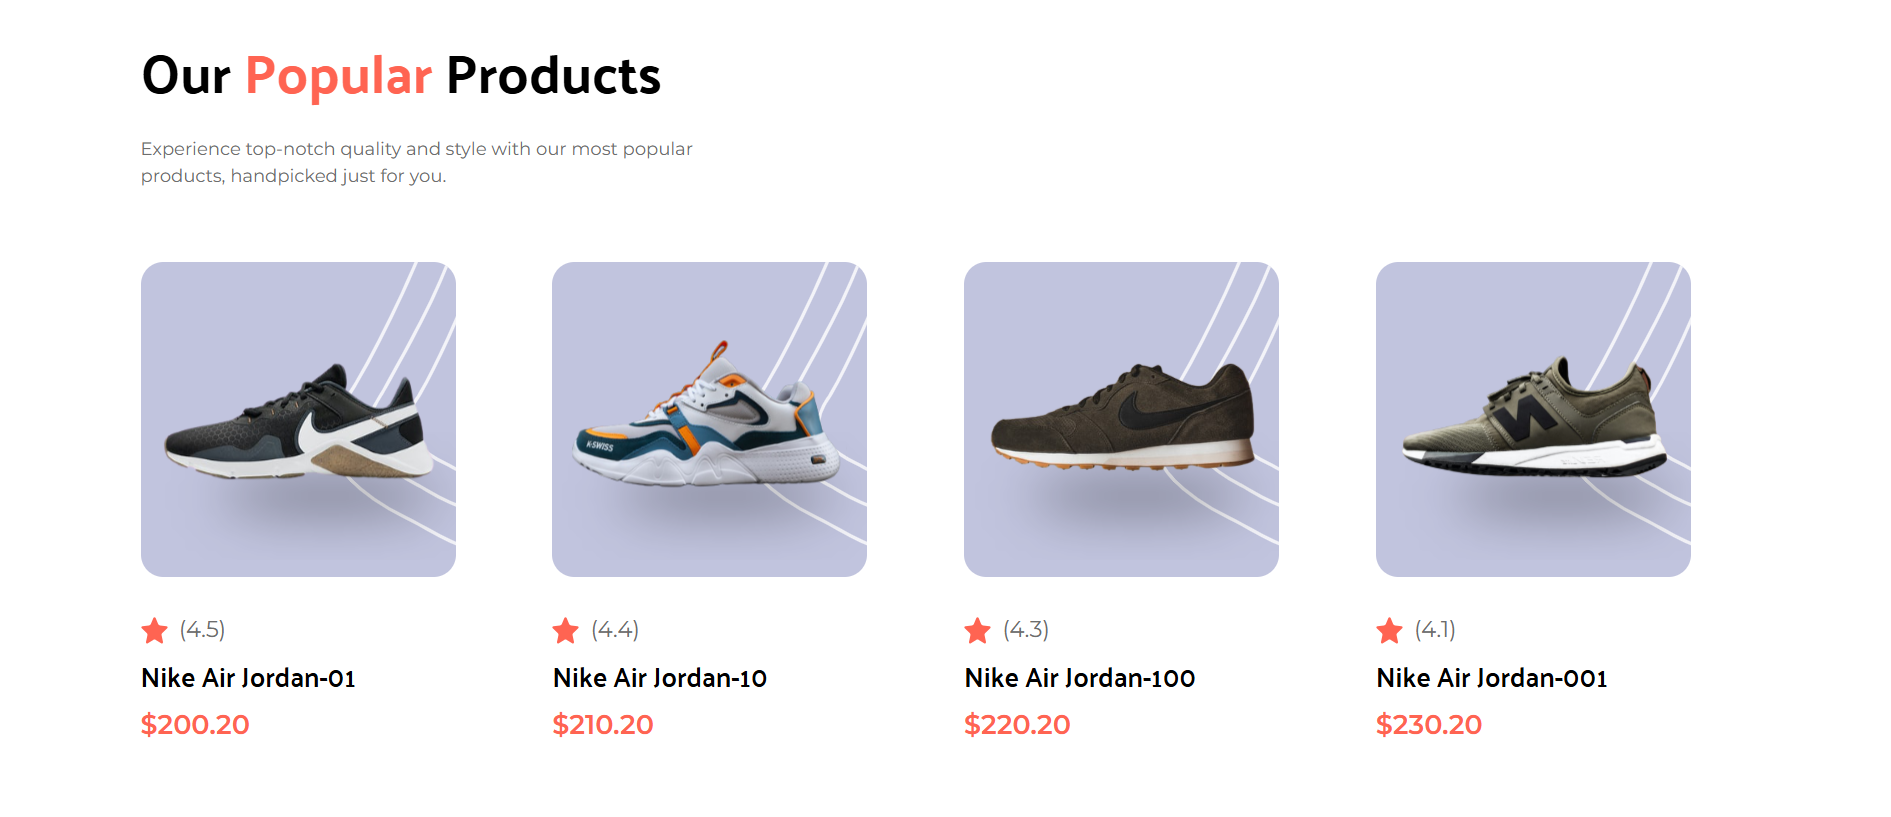 Our Popular Products
Experience top-notch quality and style with our most popular
products, handpicked just for you.
K-SWISS
(4.5)
Nike Air Jordan-01
$200.20
(4.4)
Nike Air Jordan-10
$210.20
(4.3)
Nike Air Jordan-100
$220.20
(4.1)
Nike Air Jordan-001
$230.20